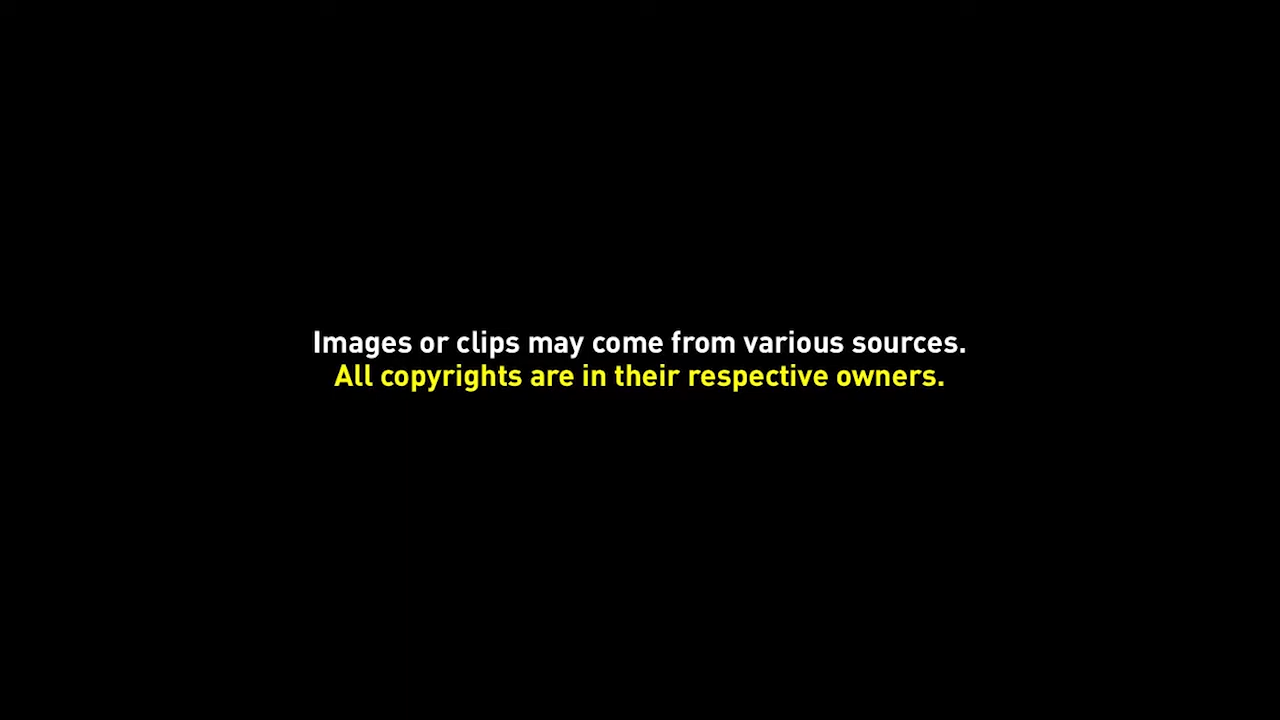 Images or clips may come from various sources.
All copyrights are in their respective owners.